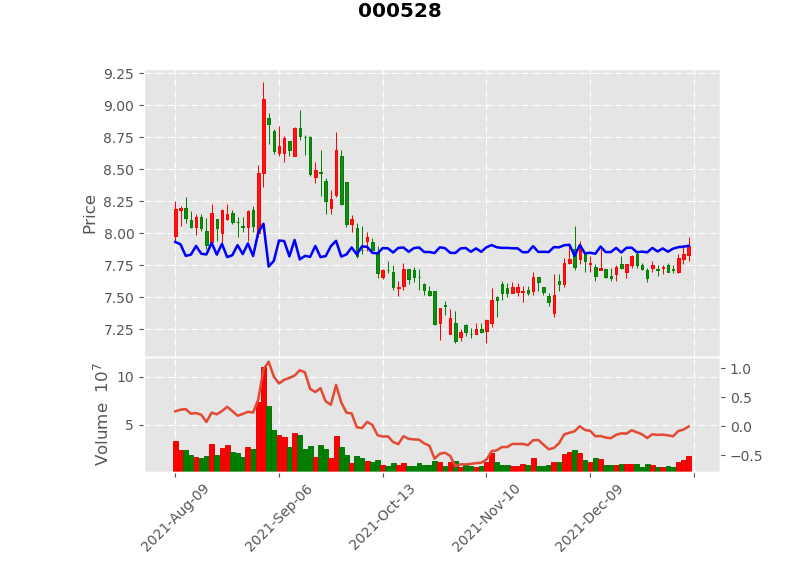 000528
9.25
9.00
8.75
8.50
8.25
8.00
7.75
7.50
7.25
Price
10
5
Volume 10^7
1.0
0.5
0.0
−0.5
2021-Aug-09
2021-Sep-06
2021-Oct-13
2021-Nov-10
2021-Dec-09